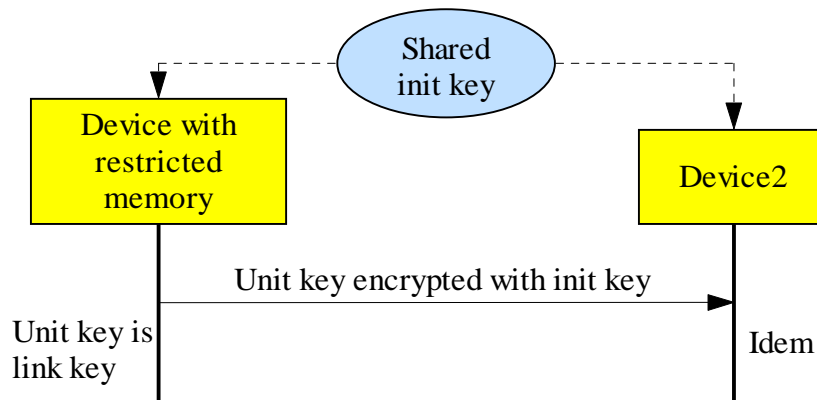 Shared
init key
Device with
restricted
memory
Device2
Unit key encrypted with init key
Unit key is
link key
Idem